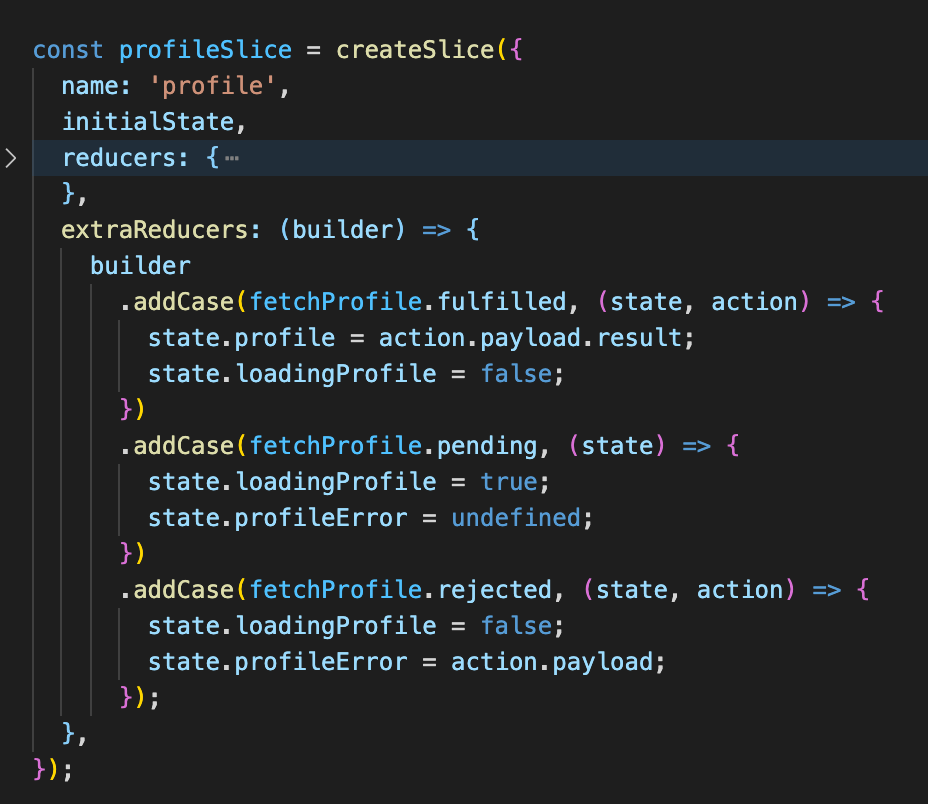 const profileSlice = createSlice({
  name: 'profile',
  initialState,
  reducers: {⋯
  },
  extraReducers: (builder) => {
    builder
      .addCase(fetchProfile.fulfilled, (state, action) => {
        state.profile = action.payload.result;
        state.loadingProfile = false;
      })
      .addCase(fetchProfile.pending, (state) => {
        state.loadingProfile = true;
        state.profileError = undefined;
      })
      .addCase(fetchProfile.rejected, (state, action) => {
        state.loadingProfile = false;
        state.profileError = action.payload;
      });
  },
});